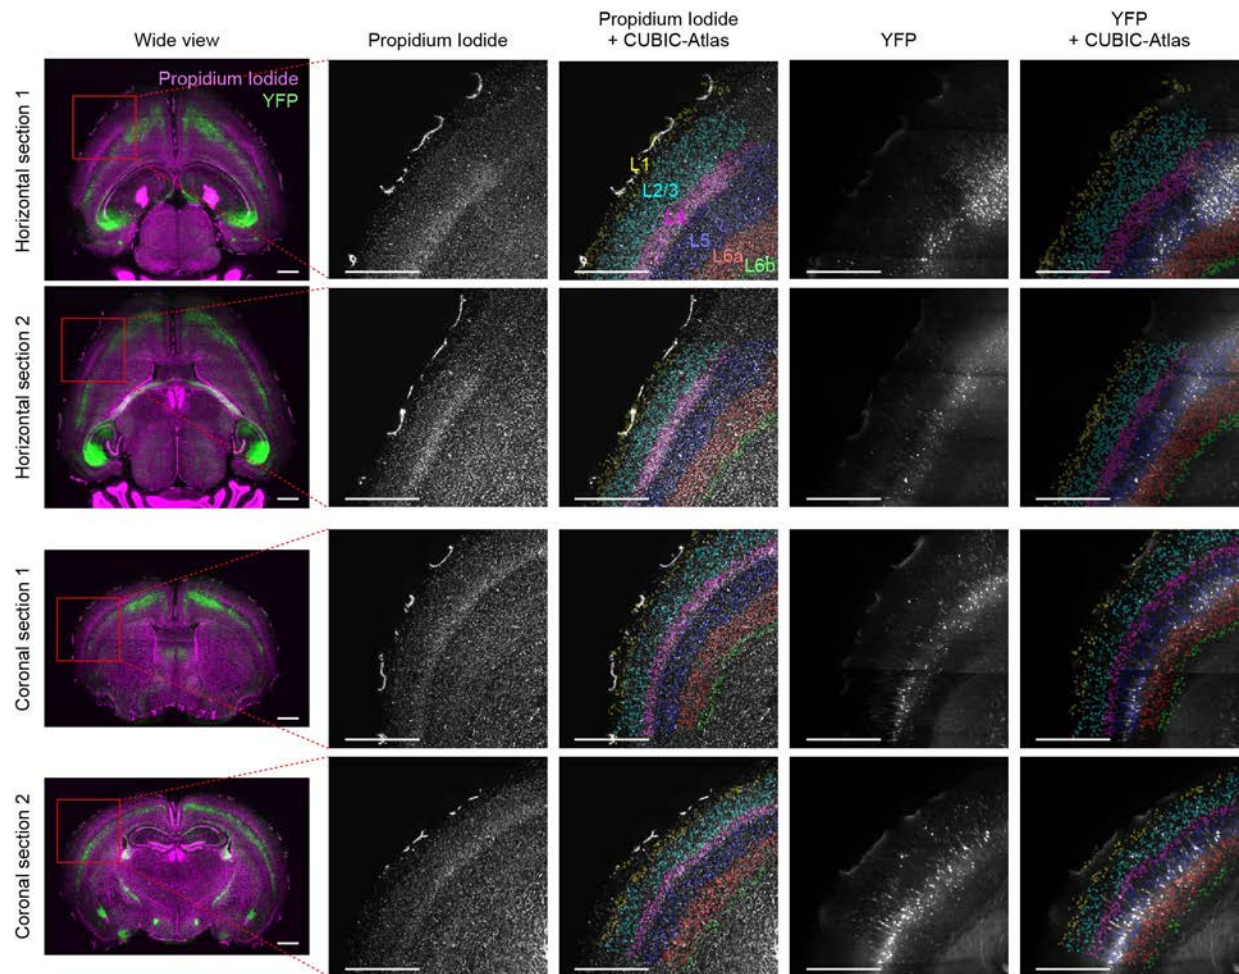 Wide view
Propidium Iodide
Propidium Iodide
+ CUBIC-Atlas
YFP
YFP
+ CUBIC-Atlas
Horizontal section 1
Propidium Iodide
YFP
L1
L2/3
L4
L5
L6a
L6b
Horizontal section 2
Coronal section 1
Coronal section 2